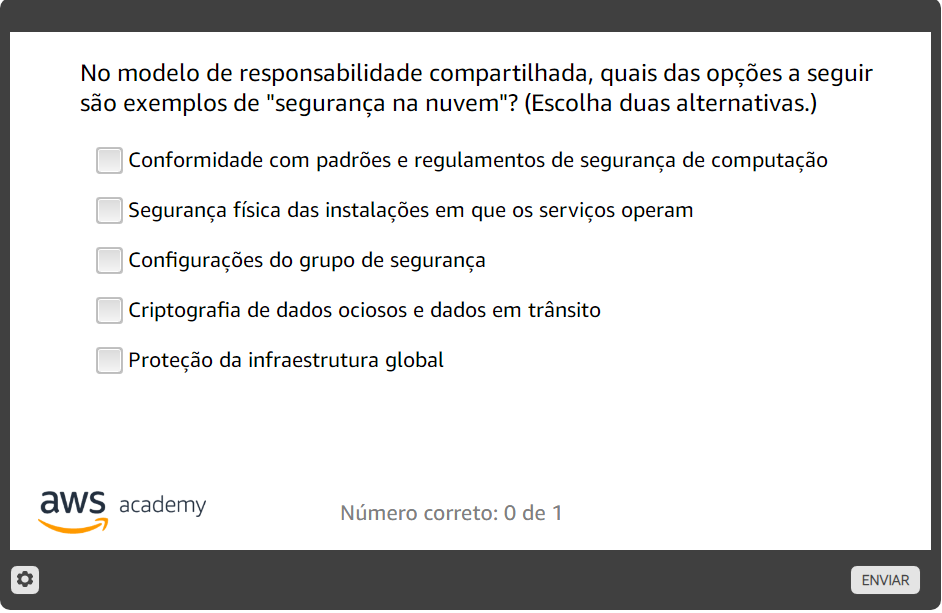 No modelo de responsabilidade compartilhada, quais das opções a seguir
são exemplos de "segurança na nuvem"? (Escolha duas alternativas.)
Conformidade com padrões e regulamentos de segurança de computação
Segurança física das instalações em que os serviços operam
Configurações do grupo de segurança
Criptografia de dados ociosos e dados em trânsito
Proteção da infraestrutura global
aws academy
Número correto: 0 de 1
ENVIAR